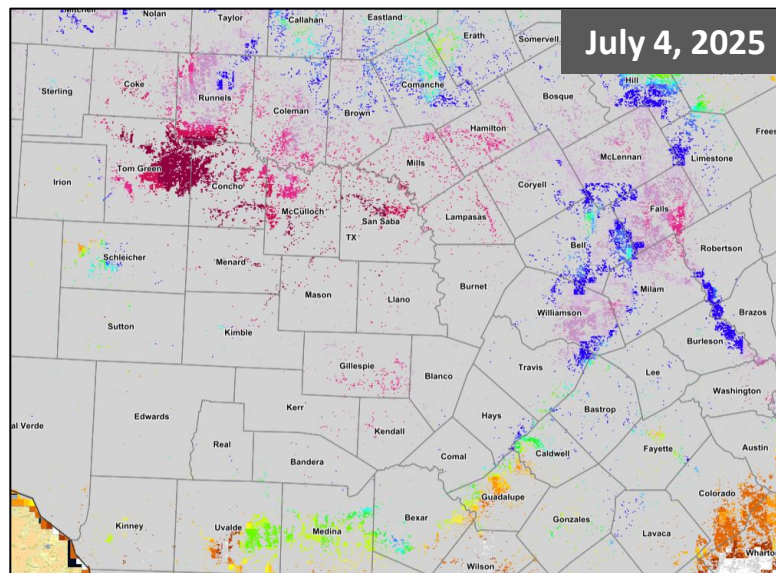 July 4, 2025
Mitchell
Nolan
Taylor
Callahan
Eastland
Erath
Somervell
Hill
Sterling
Coke
Runnels
Coleman
Brown
Comanche
Bosque
Hamilton
Free
Limestone
McLennan
Mills
Irion
Tom Green
Concho
McCulloch
San Saba
TX
Lampasas
Coryell
Falls
Robertson
Bell
Schleicher
Menard
Mason
Llano
Burnet
Milam
Brazos
Williamson
Burleson
Sutton
Kimble
Gillespie
Blanco
Travis
Lee
Washington
al Verde
Edwards
Real
Kerr
Kendall
Bandera
Hays
Comal
Bastrop
Caldwell
Fayette
Austin
Colorado
Kinney
Uvalde
Medina
Bexar
Guadalupe
Gonzales
Lavaca
Wilson
Wharto